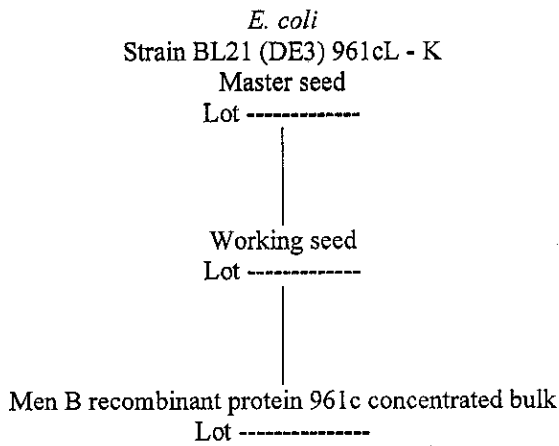 E. coli
Strain BL21 (DE3) 961cL - K
Master seed
Lot -------------
Working seed
Lot -------------
Men B recombinant protein 961c concentrated bulk
Lot ---------------